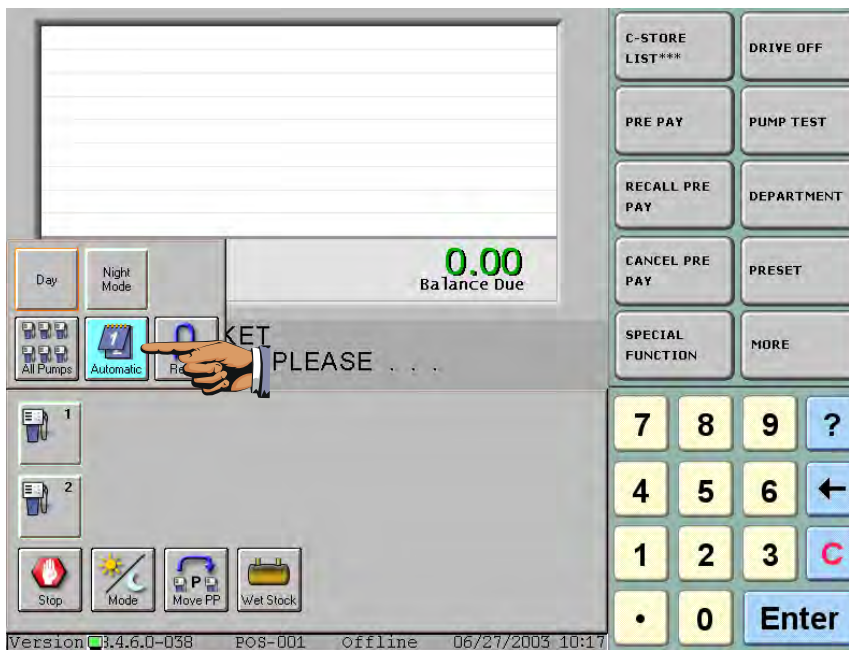 C-STORE
LIST***
DRIVE OFF
PRE PAY
PUMP TEST
RECALL PRE
PAY
DEPARTMENT
CANCEL PRE
PAY
PRESET
SPECIAL
FUNCTION
MORE
0.00
Balance Due
Day
Night
Mode
KET
PLEASE . . .
All Pumps
1
Automatic
Re
1
2
Stop
Mode
P
Move PP
Wet Stock
7 8 9 ?
4 5 6 ←
1 2 3 C
• 0 Enter
Version 3.4.6.0-038 POS-001 Offline 06/27/2003 10:17